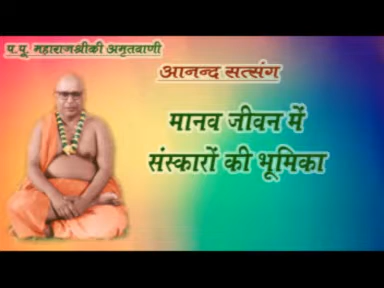 प.पू. महाराजश्रीकी अमृतवाणी
आनन्द सत्संग
मानव जीवन में
संस्कारों की भूमिका